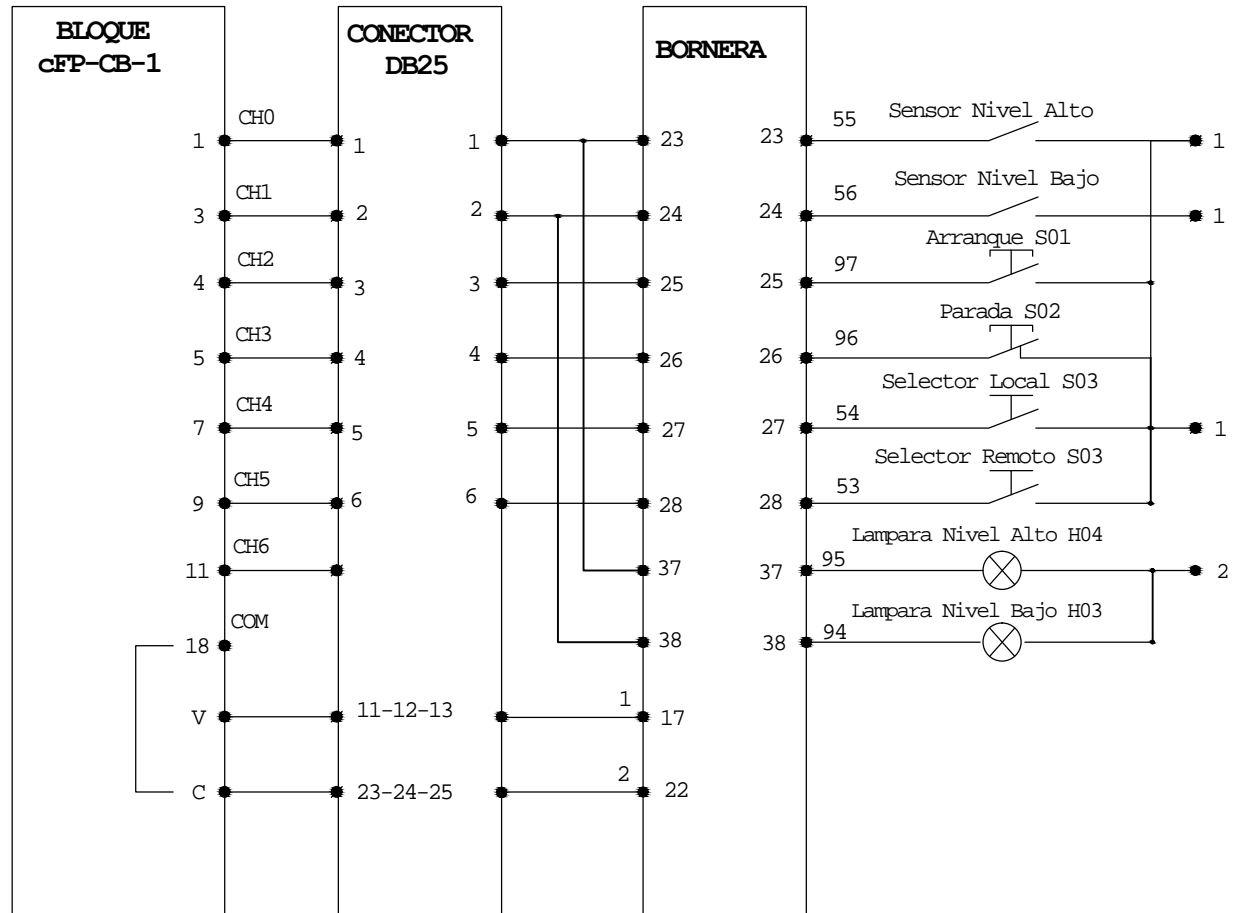 BLOQUE
cFP-CB-1
CONECTOR
DB25
BORNERA
1 CH0 1 1 23 23 55 Sensor Nivel Alto 1
3 CH1 2 2 24 24 56 Sensor Nivel Bajo 1
4 CH2 3 3 25 25 97 Arranque S01
5 CH3 4 4 26 26 96 Parada S02
7 CH4 5 5 27 27 54 Selector Local S03 1
9 CH5 6 6 28 28 53 Selector Remoto S03
11 CH6 37 37 95 Lampara Nivel Alto H04 2
18 COM 38 38 94 Lampara Nivel Bajo H03
V 11-12-13 1 17
C 23-24-25 2 22